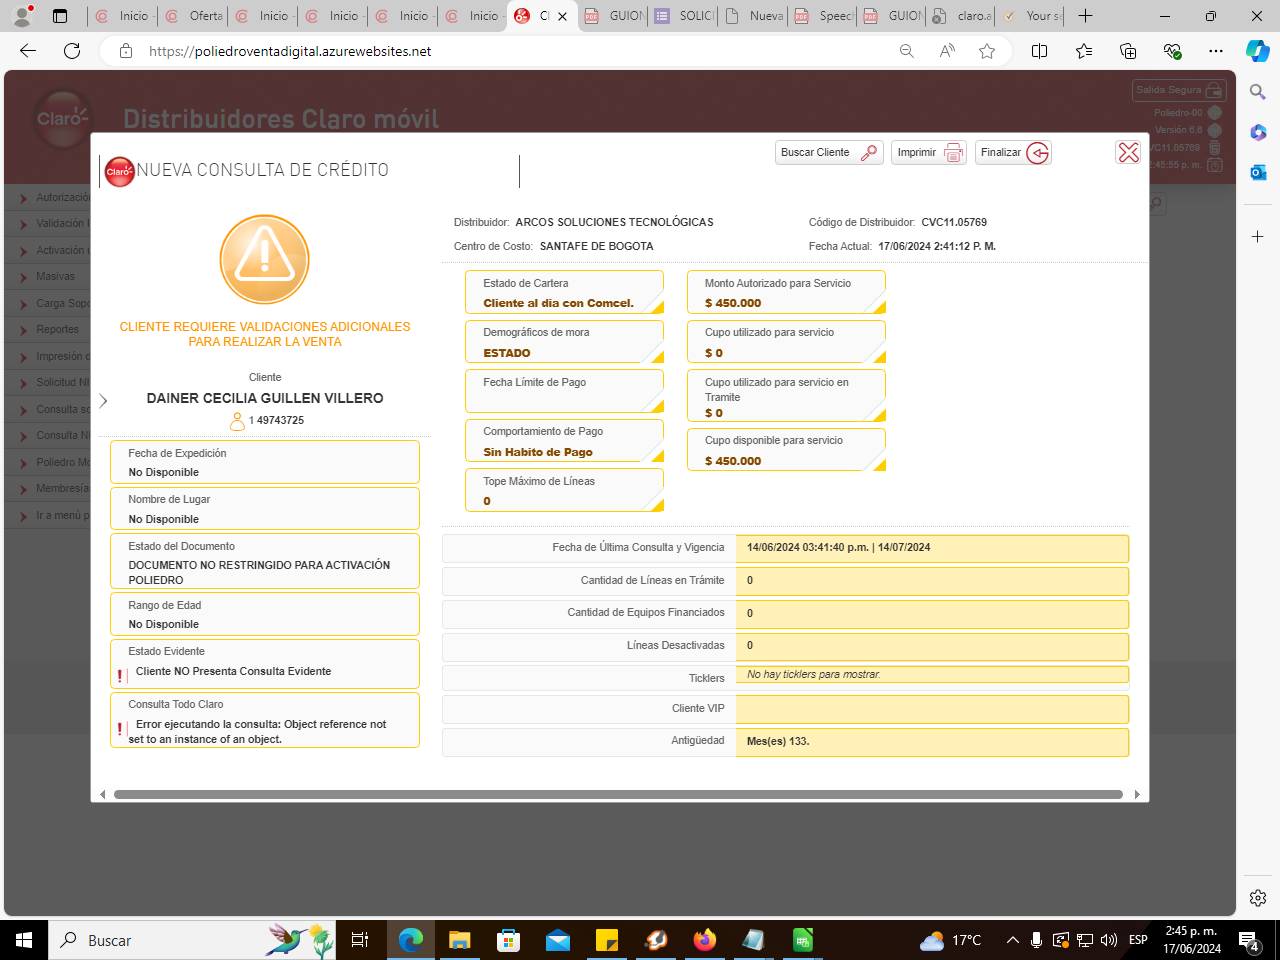 Inicio -
Oferta
Inicio -
Inicio -
Inicio -
Inicio -
GUION
SOLICI
Nueva
Speech
GUION
claro.a
Your se
https://poliedroventadigital.azurewebsites.net
Salida Segura
Claro
Distribuidores Claro móvil
Poliedro-00
Versión 6.6
VC11.05769
2:45:55 p. m.
Autorización
Validación
Activación
Masivas
Carga Sopo
Reportes
Impresión d
Solicitud NI
Consulta so
Consulta NI
Poliedro Mo
Membresía
Ir a menú p
Buscar Cliente
Imprimir
Finalizar
Claro
NUEVA CONSULTA DE CRÉDITO
CLIENTE REQUIERE VALIDACIONES ADICIONALES
PARA REALIZAR LA VENTA
Cliente
DAINER CECILIA GUILLEN VILLERO
1 49743725
Fecha de Expedición
No Disponible
Nombre de Lugar
No Disponible
Estado del Documento
DOCUMENTO NO RESTRINGIDO PARA ACTIVACIÓN
POLIEDRO
Rango de Edad
No Disponible
Estado Evidente
Cliente NO Presenta Consulta Evidente
Consulta Todo Claro
Error ejecutando la consulta: Object reference not
set to an instance of an object.
Distribuidor: ARCOS SOLUCIONES TECNOLÓGICAS
Código de Distribuidor: CVC11.05769
Centro de Costo: SANTAFE DE BOGOTA
Fecha Actual: 17/06/2024 2:41:12 P. M.
Estado de Cartera
Cliente al dia con Comcel.
Demográficos de mora
ESTADO
Fecha Límite de Pago
Comportamiento de Pago
Sin Habito de Pago
Tope Máximo de Líneas
0
Monto Autorizado para Servicio
$ 450.000
Cupo utilizado para servicio
$ 0
Cupo utilizado para servicio en
Tramite
$ 0
Cupo disponible para servicio
$ 450.000
Fecha de Última Consulta y Vigencia 14/06/2024 03:41:40 p.m. | 14/07/2024
Cantidad de Líneas en Trámite 0
Cantidad de Equipos Financiados 0
Líneas Desactivadas 0
Ticklers No hay ticklers para mostrar.
Cliente VIP
Antigüedad Mes(es) 133.
Buscar
17°C
ESP
2:45 p. m.
17/06/2024
4